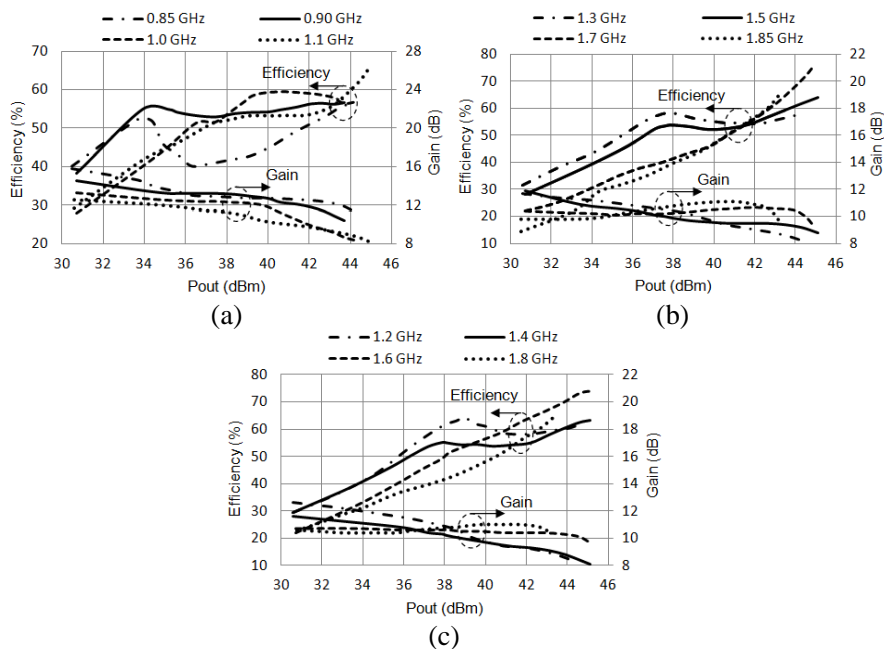 0.85 GHz 0.90 GHz
1.0 GHz 1.1 GHz
Efficiency (%)
70
60
50
40
30
20
28
24
20
16
12
8
Gain (dB)
Efficiency
Gain
30 32 34 36 38 40 42 44 46
Pout (dBm)
(a)
1.3 GHz 1.5 GHz
1.7 GHz 1.85 GHz
Efficiency (%)
80
70
60
50
40
30
20
10
22
20
18
16
14
12
10
8
Gain (dB)
Efficiency
Gain
30 32 34 36 38 40 42 44 46
Pout (dBm)
(b)
1.2 GHz 1.4 GHz
1.6 GHz 1.8 GHz
Efficiency (%)
80
70
60
50
40
30
20
10
22
20
18
16
14
12
10
8
Gain (dB)
Efficiency
Gain
30 32 34 36 38 40 42 44 46
Pout (dBm)
(c)